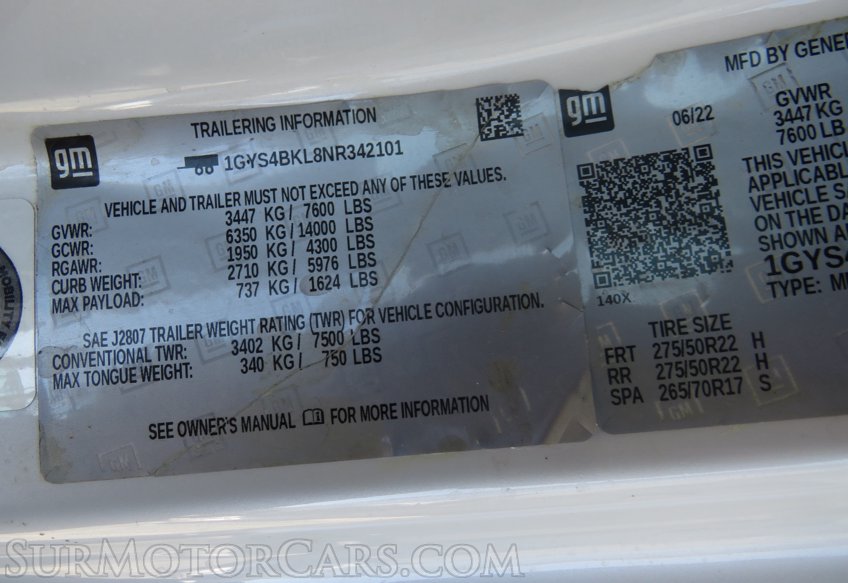 gm
TRAILERING INFORMATION
1GYS4BKL8NR342101
VEHICLE AND TRAILER MUST NOT EXCEED ANY OF THESE VALUES.
GVWR: 3447 KG / 7600 LBS
GCWR: 6350 KG / 14000 LBS
RGAWR: 1950 KG / 4300 LBS
CURB WEIGHT: 2710 KG / 5976 LBS
MAX PAYLOAD: 737 KG / 1624 LBS
SAE J2807 TRAILER WEIGHT RATING (TWR) FOR VEHICLE CONFIGURATION.
CONVENTIONAL TWR: 3402 KG / 7500 LBS
MAX TONGUE WEIGHT: 340 KG / 750 LBS
SEE OWNER'S MANUAL FOR MORE INFORMATION
gm
MFD BY GENER
06/22
GVWR
3447 KG
7600 LB
THIS VEHICL
APPLICABL
VEHICLE SA
ON THE DA
SHOWN A
1GYS4
TYPE: M
140X
TIRE SIZE
FRT 275/50R22 H
RR 275/50R22 H
SPA 265/70R17 S
MOBILITY
SurMotorCars.com